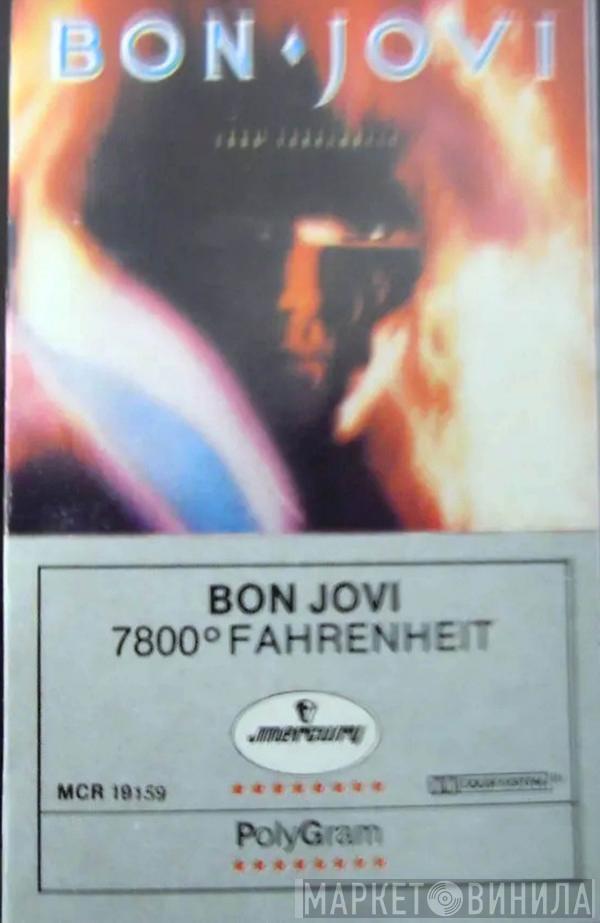 BON • JOVI
BON JOVI
7800° FAHRENHEIT
mercury
MCR 19159
PolyGram
МАРКЕТ ВИНИЛА